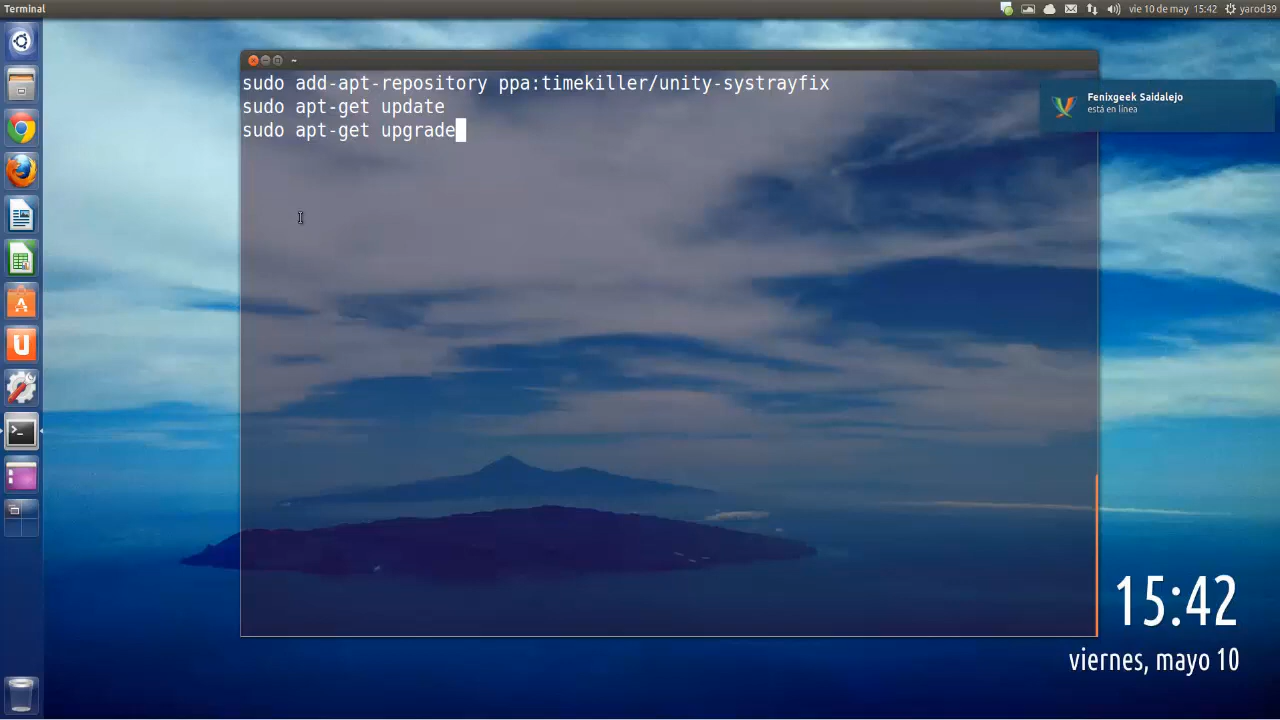 Terminal
vie 10 de may 15:42 yarod39
~
sudo add-apt-repository ppa:timekiller/unity-systrayfix
sudo apt-get update
sudo apt-get upgrade
Fenixgeek Saidalejo
está en línea
15:42
viernes, mayo 10